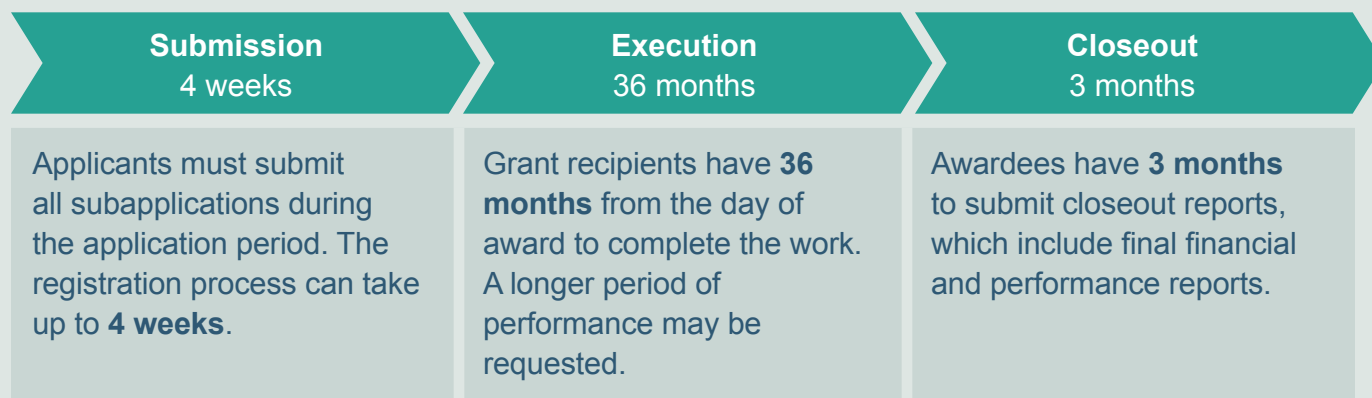 Submission
4 weeks
Execution
36 months
Closeout
3 months
Applicants must submit
all subapplications during
the application period. The
registration process can take
up to 4 weeks.
Grant recipients have 36
months from the day of
award to complete the work.
A longer period of
performance may be
requested.
Awardees have 3 months
to submit closeout reports,
which include final financial
and performance reports.